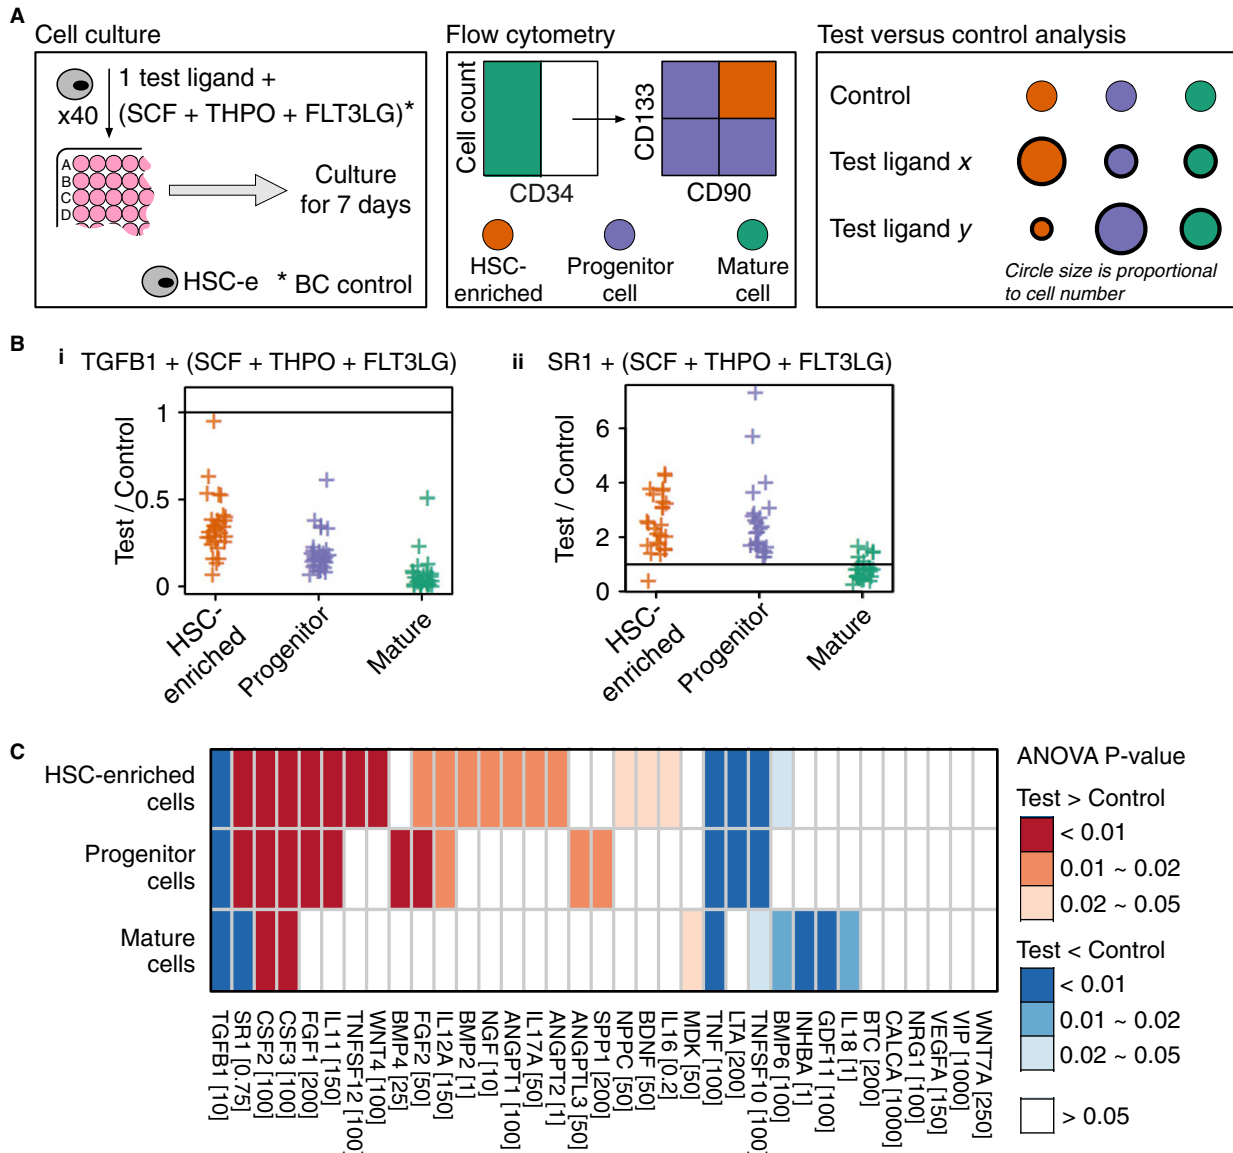 A
Cell culture
1 test ligand +
x40 (SCF + THPO + FLT3LG)*
A
B
C
D
Culture
for 7 days
HSC-e * BC control
Flow cytometry
Cell count
CD34
CD133
CD90
HSC-
enriched
Progenitor
cell
Mature
cell
Test versus control analysis
Control
Test ligand x
Test ligand y
Circle size is proportional
to cell number
B
i TGFB1 + (SCF + THPO + FLT3LG)
Test / Control
1
0.5
0
HSC-
enriched
Progenitor
Mature
ii SR1 + (SCF + THPO + FLT3LG)
Test / Control
6
4
2
0
HSC-
enriched
Progenitor
Mature
C
HSC-enriched
cells
Progenitor
cells
Mature
cells
TGFB1 [10]
SR1 [0.75]
CSF2 [100]
CSF3 [100]
FGF1 [200]
IL11 [150]
TNFSF12 [100]
WNT4 [100]
BMP4 [25]
FGF2 [50]
IL12A [150]
BMP2 [1]
NGF [10]
ANGPT1 [100]
IL17A [50]
ANGPT2 [1]
ANGPTL3 [50]
SPP1 [200]
NPPC [50]
BDNF [50]
IL16 [0.2]
MDK [50]
TNF [100]
LTA [200]
TNFSF10 [100]
BMP6 [100]
INHBA [1]
GDF11 [100]
IL18 [1]
BTC [200]
CALCA [1000]
NRG1 [100]
VEGFA [150]
VIP [1000]
WNT7A [250]
ANOVA P-value
Test > Control
< 0.01
0.01 ~ 0.02
0.02 ~ 0.05
Test < Control
< 0.01
0.01 ~ 0.02
0.02 ~ 0.05
> 0.05